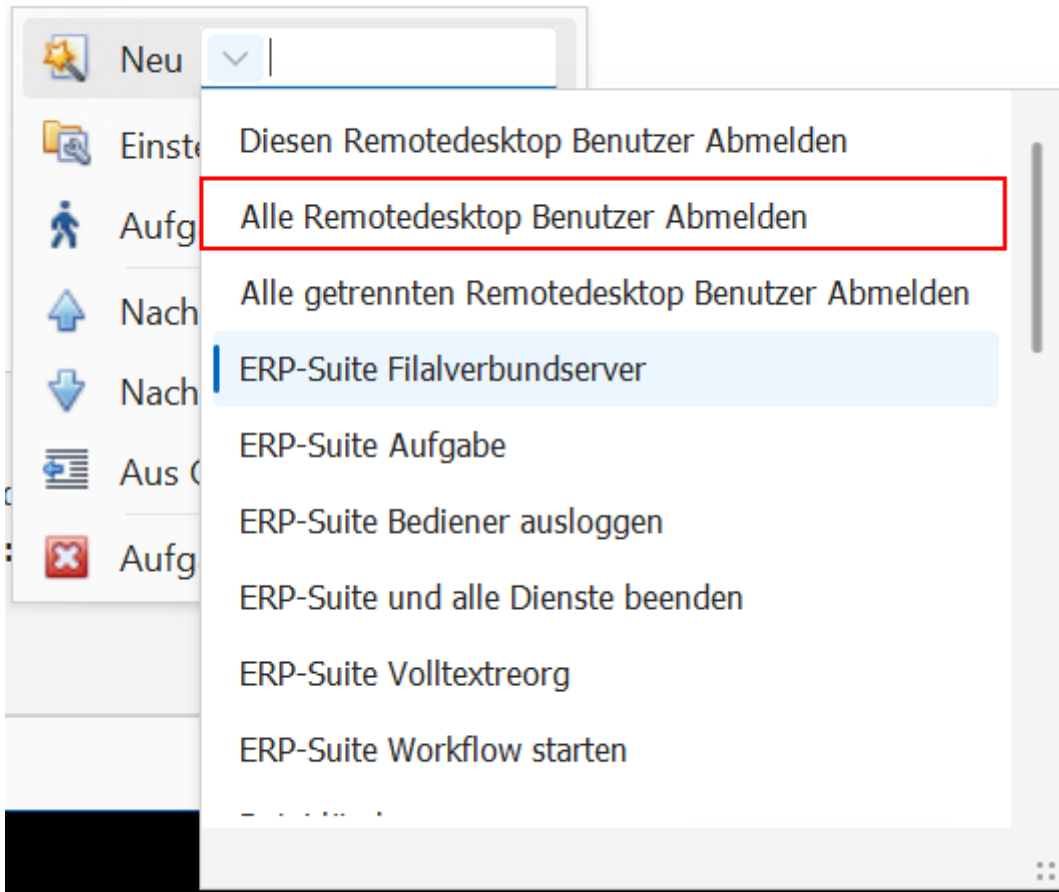 Neu
Diesen Remotedesktop Benutzer Abmelden
Alle Remotedesktop Benutzer Abmelden
Alle getrennten Remotedesktop Benutzer Abmelden
ERP-Suite Filalverbundserver
ERP-Suite Aufgabe
ERP-Suite Bediener ausloggen
ERP-Suite und alle Dienste beenden
ERP-Suite Volltextreorg
ERP-Suite Workflow starten
Einste
Aufg
Nach
Nach
Aus
Aufg